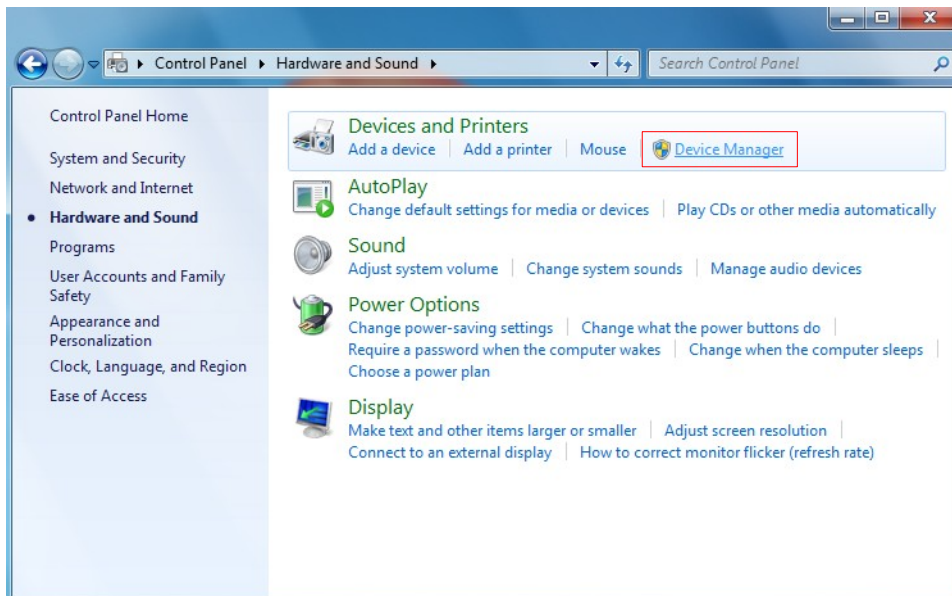 Control Panel Hardware and Sound
Search Control Panel
Control Panel Home
System and Security
Network and Internet
Hardware and Sound
Programs
User Accounts and Family
Safety
Appearance and
Personalization
Clock, Language, and Region
Ease of Access
Devices and Printers
Add a device Add a printer Mouse Device Manager
AutoPlay
Change default settings for media or devices Play CDs or other media automatically
Sound
Adjust system volume Change system sounds Manage audio devices
Power Options
Change power-saving settings Change what the power buttons do
Require a password when the computer wakes Change when the computer sleeps
Choose a power plan
Display
Make text and other items larger or smaller Adjust screen resolution
Connect to an external display How to correct monitor flicker (refresh rate)